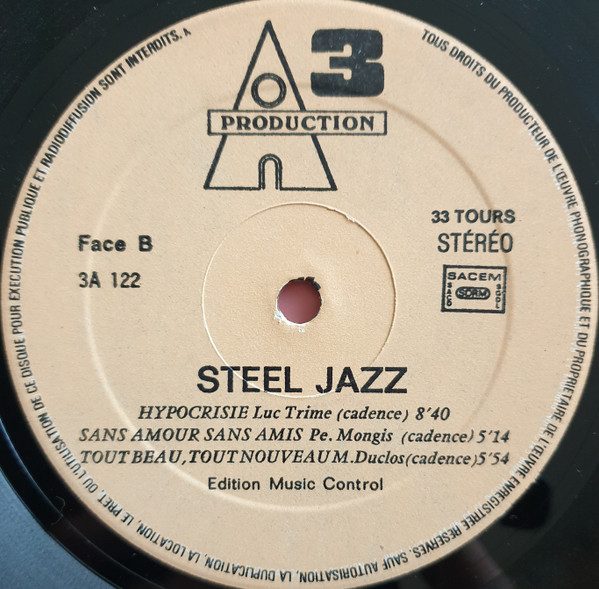 TOUS DROITS DU PRODUCTEUR DE L'ŒUVRE PHONOGRAPHIQUE ET DU PROPRIETAIRE DE L'ŒUVRE ENREGISTREE RESERVES. SAUF AUTORISATION, LA DUPLICATION, LA LOCATION, LE PRET, OU L'UTILISATION DE CE DISQUE POUR EXECUTION PUBLIQUE ET RADIODIFFUSION SONT INTERDITS. A
3
PRODUCTION
33 TOURS
Face B
STÉRÉO
3A 122
SACEM
SACD SDRM SGDL
STEEL JAZZ
HYPOCRISIE Luc Trime (cadence) 8'40
SANS AMOUR SANS AMIS Pe. Mongis (cadence) 5'14
TOUT BEAU, TOUT NOUVEAU M. Duclos (cadence) 5'54
Edition Music Control